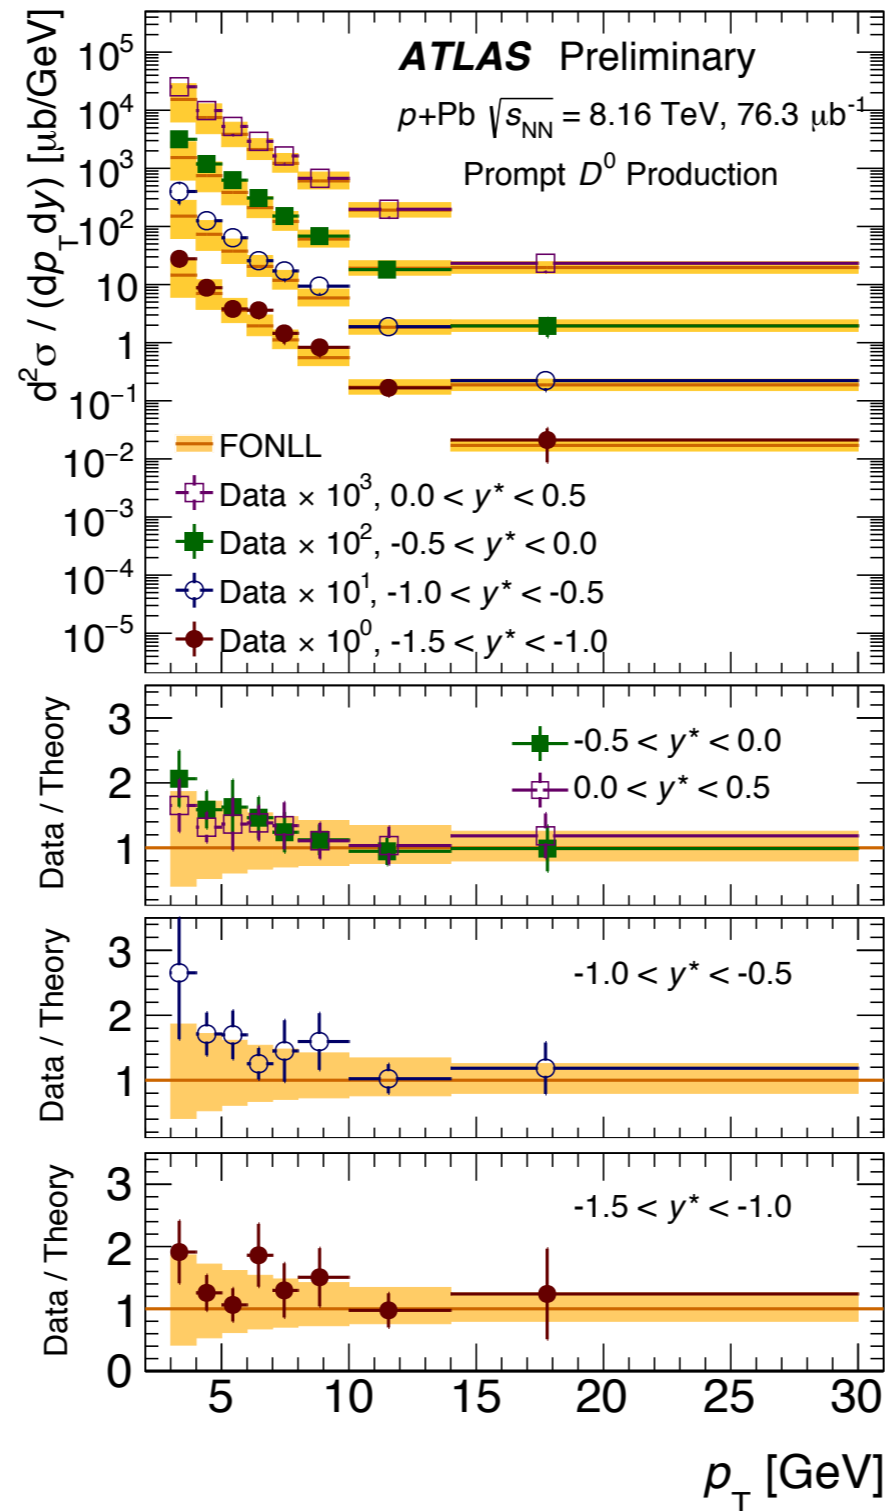 d²σ / (dp_T dy) [μb/GeV]
10⁵
10⁴
10³
10²
10
1
10⁻¹
10⁻²
10⁻³
10⁻⁴
10⁻⁵
ATLAS Preliminary
p+Pb √s_NN = 8.16 TeV, 76.3 μb⁻¹
Prompt D⁰ Production
FONLL
Data × 10³, 0.0 < y* < 0.5
Data × 10², -0.5 < y* < 0.0
Data × 10¹, -1.0 < y* < -0.5
Data × 10⁰, -1.5 < y* < -1.0
Data / Theory
3
2
1
-0.5 < y* < 0.0
0.0 < y* < 0.5
Data / Theory
3
2
1
-1.0 < y* < -0.5
Data / Theory
3
2
1
0
-1.5 < y* < -1.0
5 10 15 20 25 30
p_T [GeV]